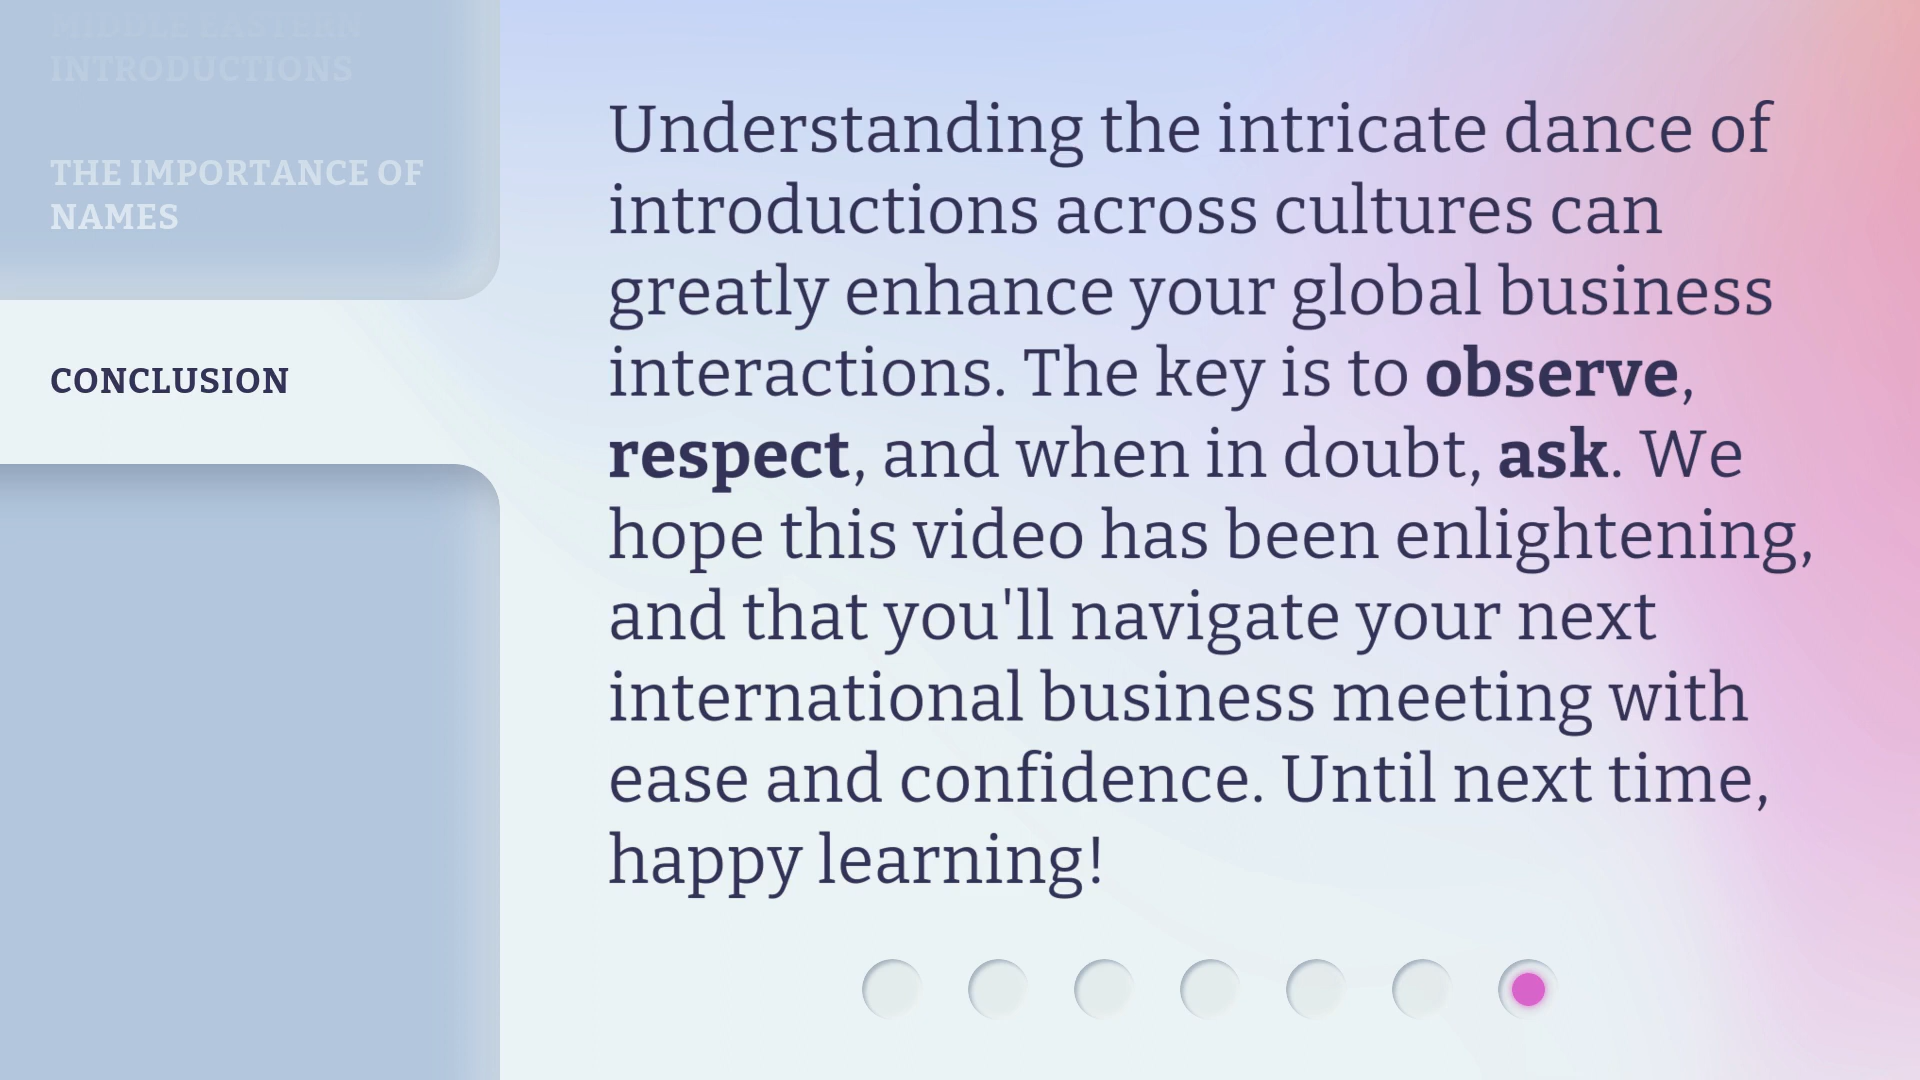 MIDDLE EASTERN
INTRODUCTIONS
THE IMPORTANCE OF
NAMES
CONCLUSION
Understanding the intricate dance of
introductions across cultures can
greatly enhance your global business
interactions. The key is to observe,
respect, and when in doubt, ask. We
hope this video has been enlightening,
and that you'll navigate your next
international business meeting with
ease and confidence. Until next time,
happy learning!